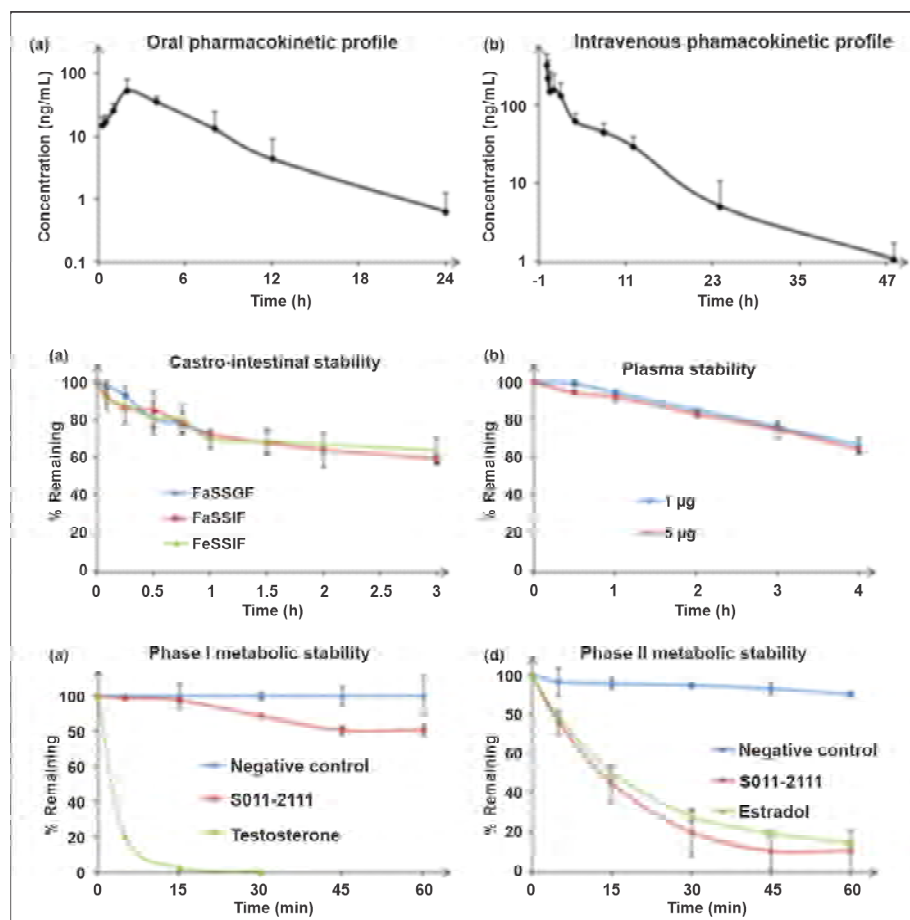 (a) Oral pharmacokinetic profile
Concentration (ng/mL)
100
10
1
0.1
0 6 12 18 24
Time (h)
(b) Intravenous phamacokinetic profile
Concentration (ng/mL)
100
10
1
-1 11 23 35 47
Time (h)
(a) Castro-intestinal stability
% Remaining
100
80
60
40
20
0
FaSSGF
FaSSIF
FeSSIF
0 0.5 1 1.5 2 2.5 3
Time (h)
(b) Plasma stability
% Remaining
100
80
60
40
20
0
1 µg
5 µg
0 1 2 3 4
Time (h)
(a) Phase I metabolic stability
% Remaining
100
50
60
40
20
0
Negative control
S011-2111
Testosterone
0 15 30 45 60
Time (min)
(d) Phase II metabolic stability
% Remaining
100
50
60
40
20
0
Negative control
S011-2111
Estradol
0 15 30 45 60
Time (min)